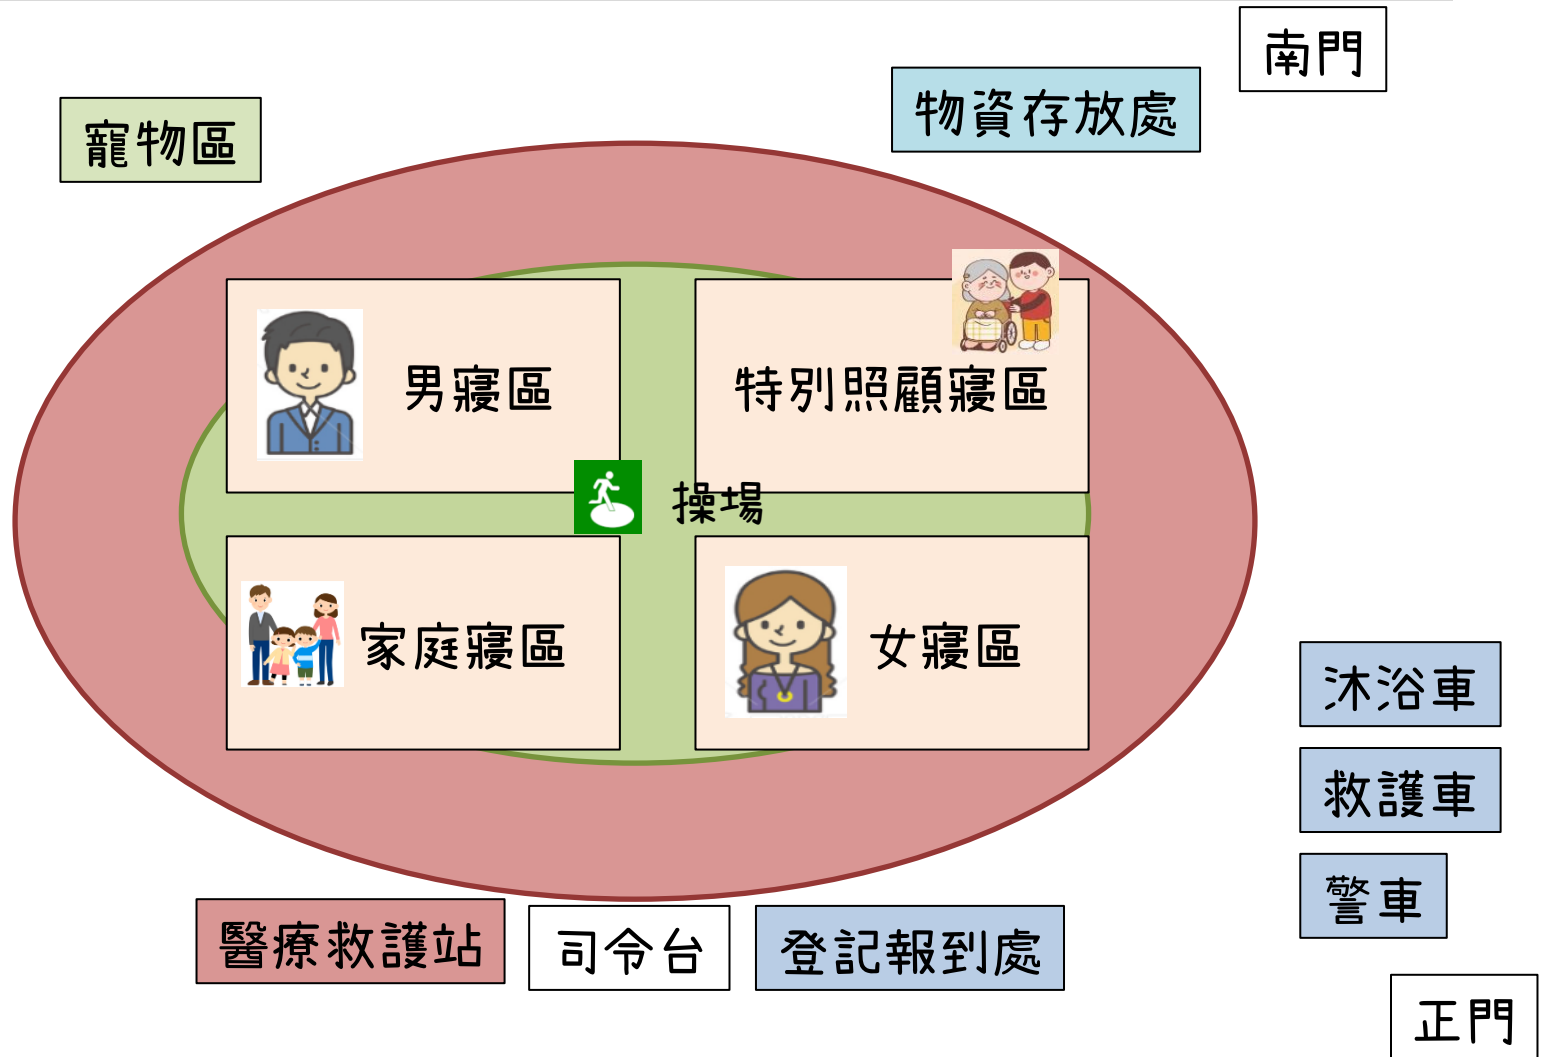 南門
物資存放處
寵物區
男寢區
特別照顧寢區
操場
家庭寢區
女寢區
沐浴車
救護車
警車
醫療救護站
司令台
登記報到處
正門